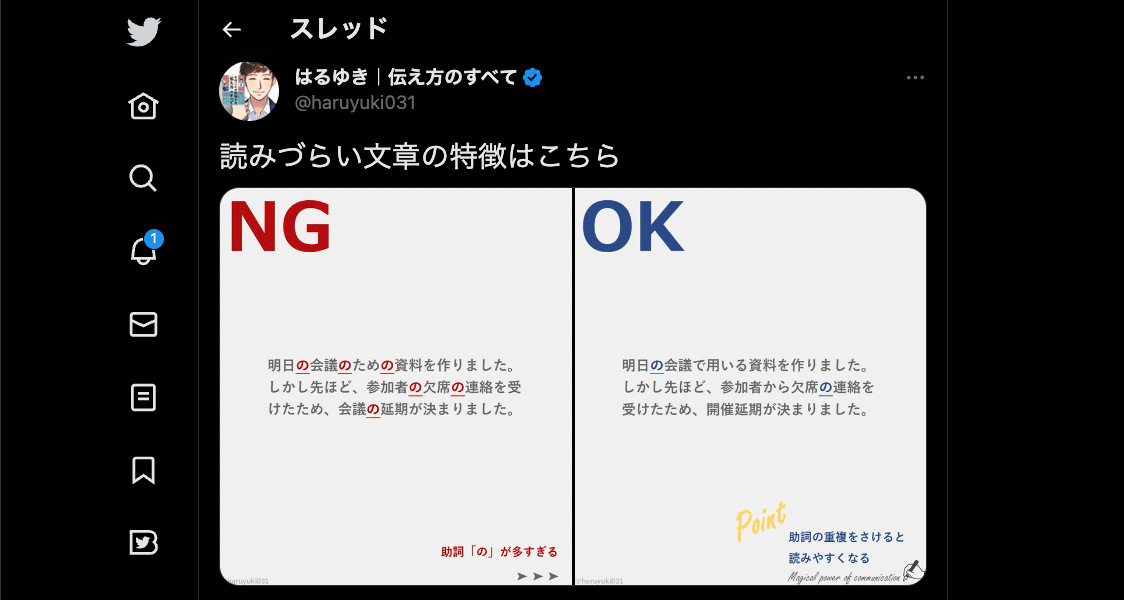 スレッド
はるゆき｜伝え方のすべて
@haruyuki031
1
読みづらい文章の特徴はこちら
NG
明日の会議のための資料を作りました。
しかし先ほど、参加者の欠席の連絡を受
けたため、会議の延期が決まりました。
助詞「の」が多すぎる
haruyuki031
OK
明日の会議で用いる資料を作りました。
しかし先ほど、参加者から欠席の連絡を
受けたため、開催延期が決まりました。
Point
助詞の重複をさけると
読みやすくなる
Magical power of communication
@haruyuki031